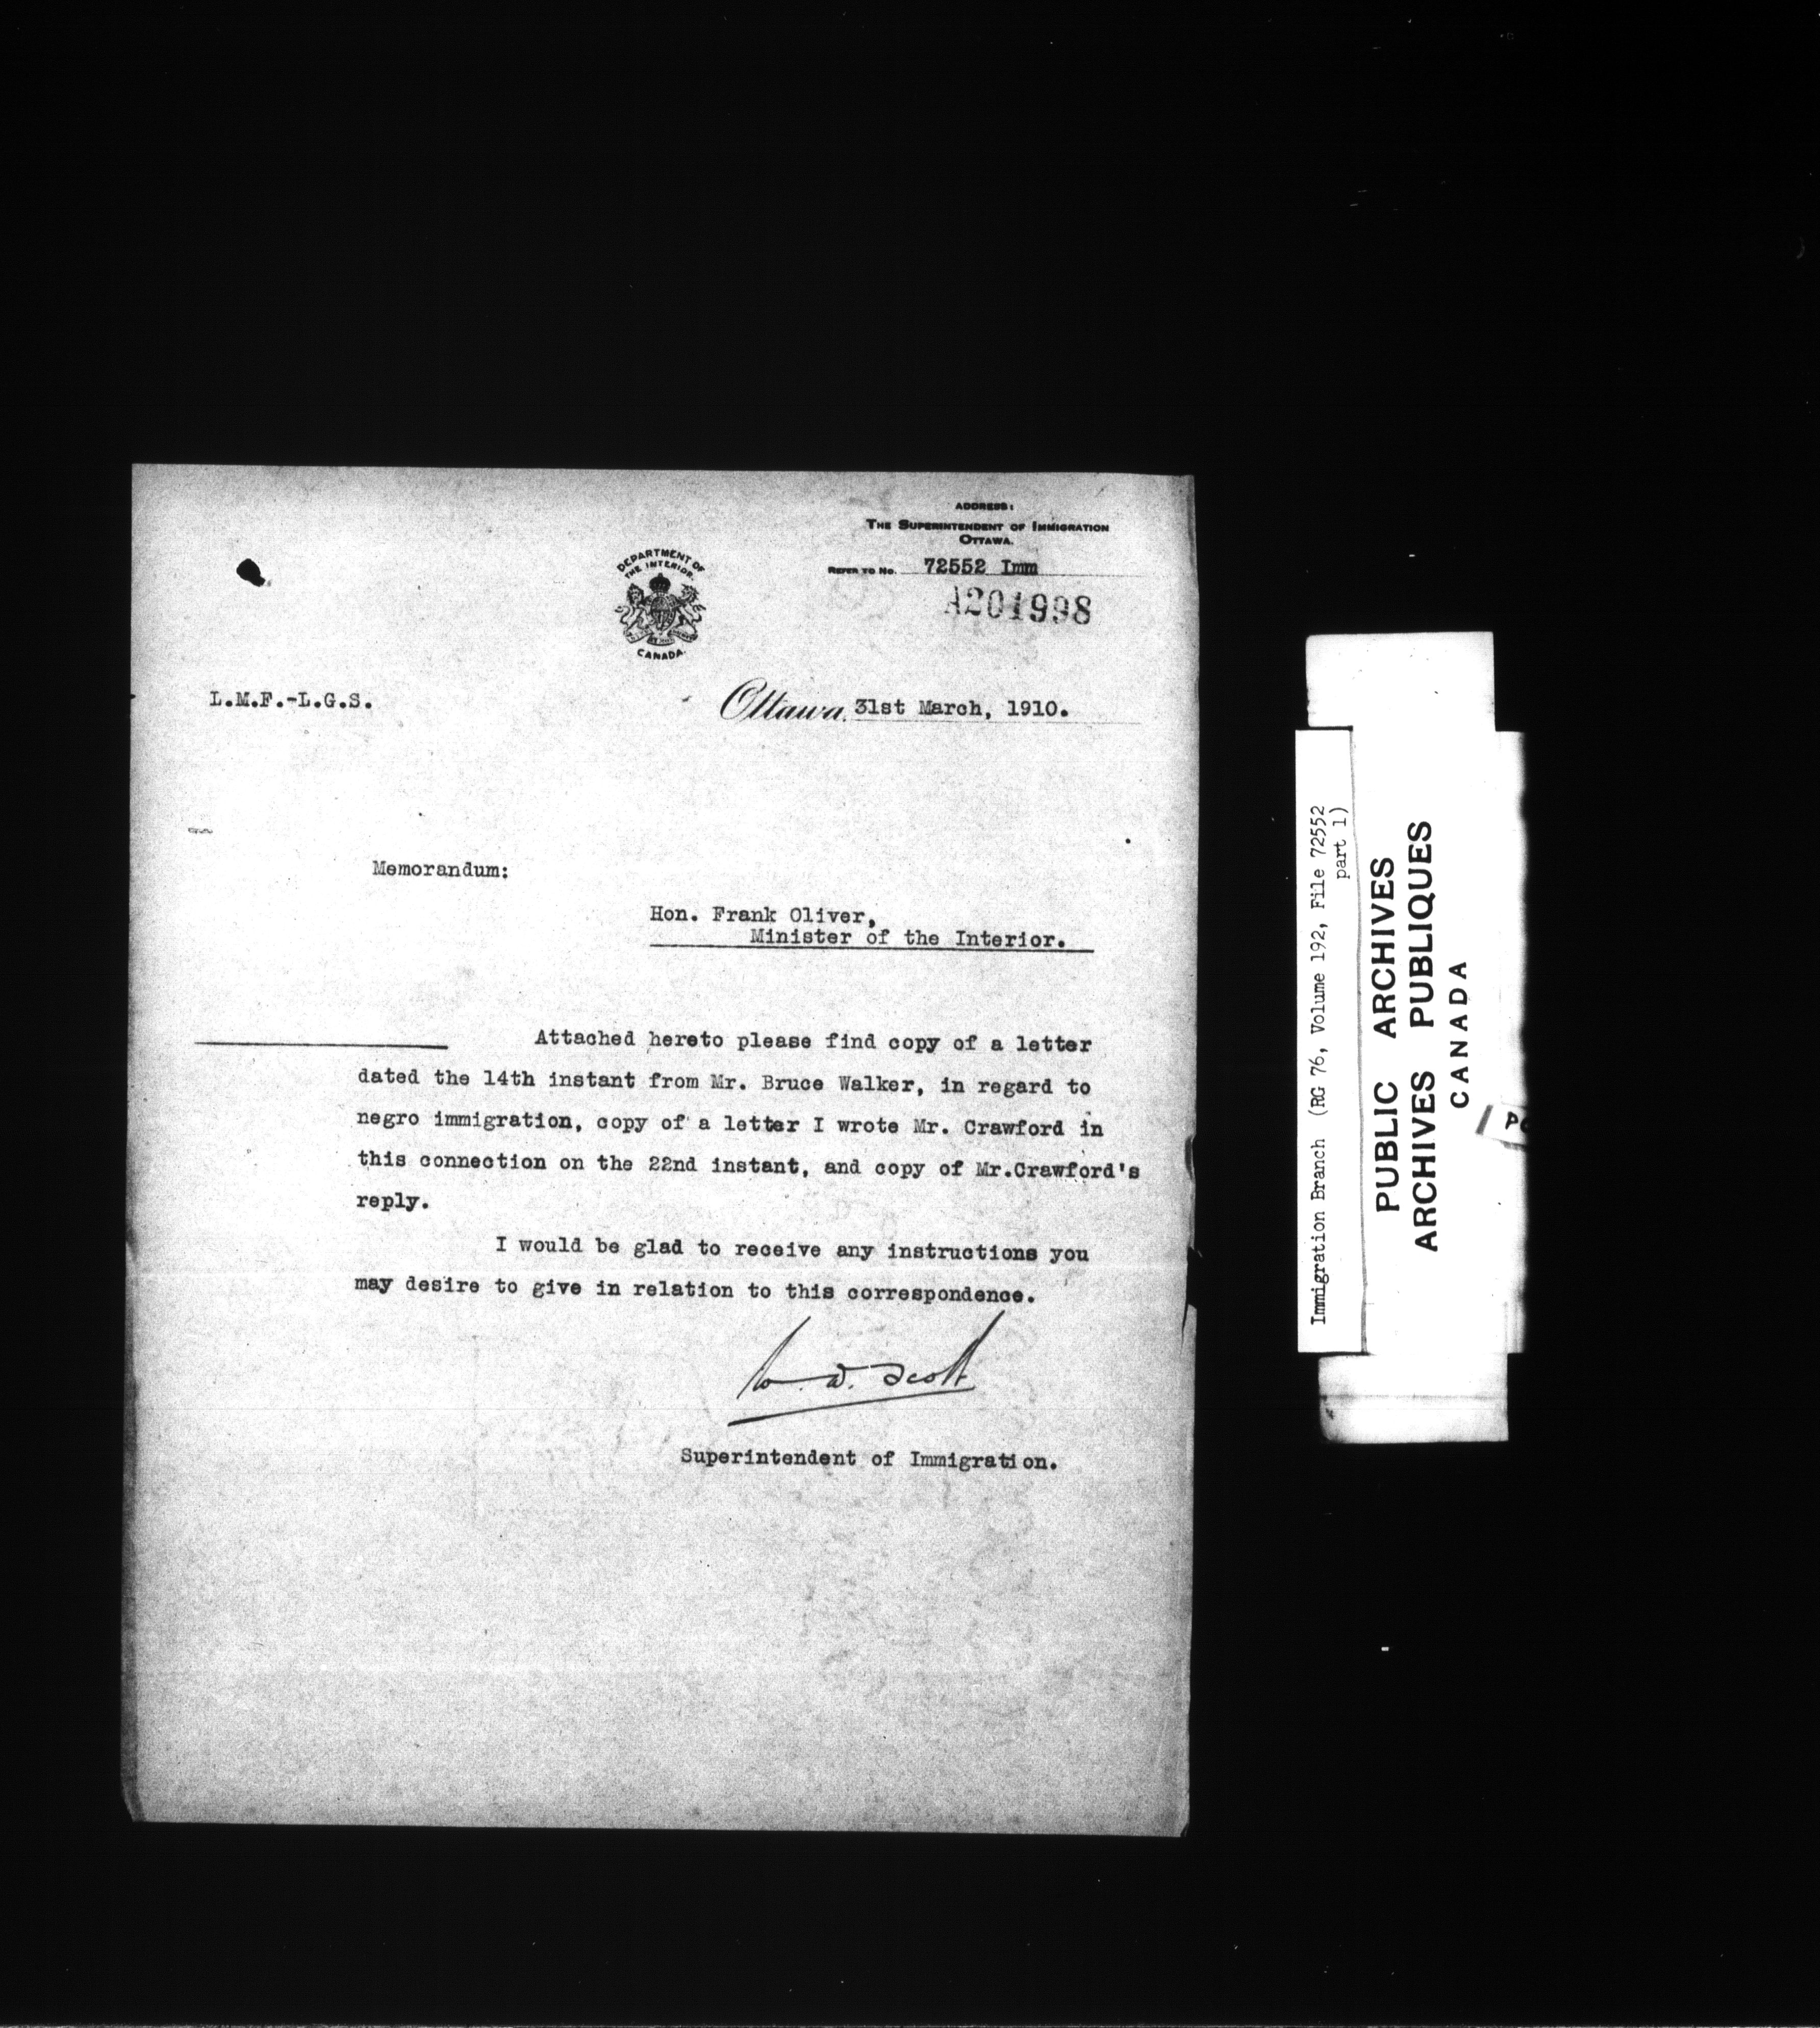 ADDRESS:
THE SUPERINTENDENT OF IMMIGRATION
OTTAWA.
REFER TO NO. 72552 Imm
A201998
DEPARTMENT OF
THE INTERIOR.
CANADA.
L.M.F.-L.G.S.
Ottawa, 31st March, 1910.
Memorandum:
Hon. Frank Oliver,
Minister of the Interior.
Attached hereto please find copy of a letter
dated the 14th instant from Mr. Bruce Walker, in regard to
negro immigration, copy of a letter I wrote Mr. Crawford in
this connection on the 22nd instant, and copy of Mr.Crawford's
reply.
I would be glad to receive any instructions you
may desire to give in relation to this correspondence.
W. D. Scott
Superintendent of Immigration.
Immigration Branch (RG 76, Volume 192, File 72552
part 1)
PUBLIC ARCHIVES
ARCHIVES PUBLIQUES
CANADA